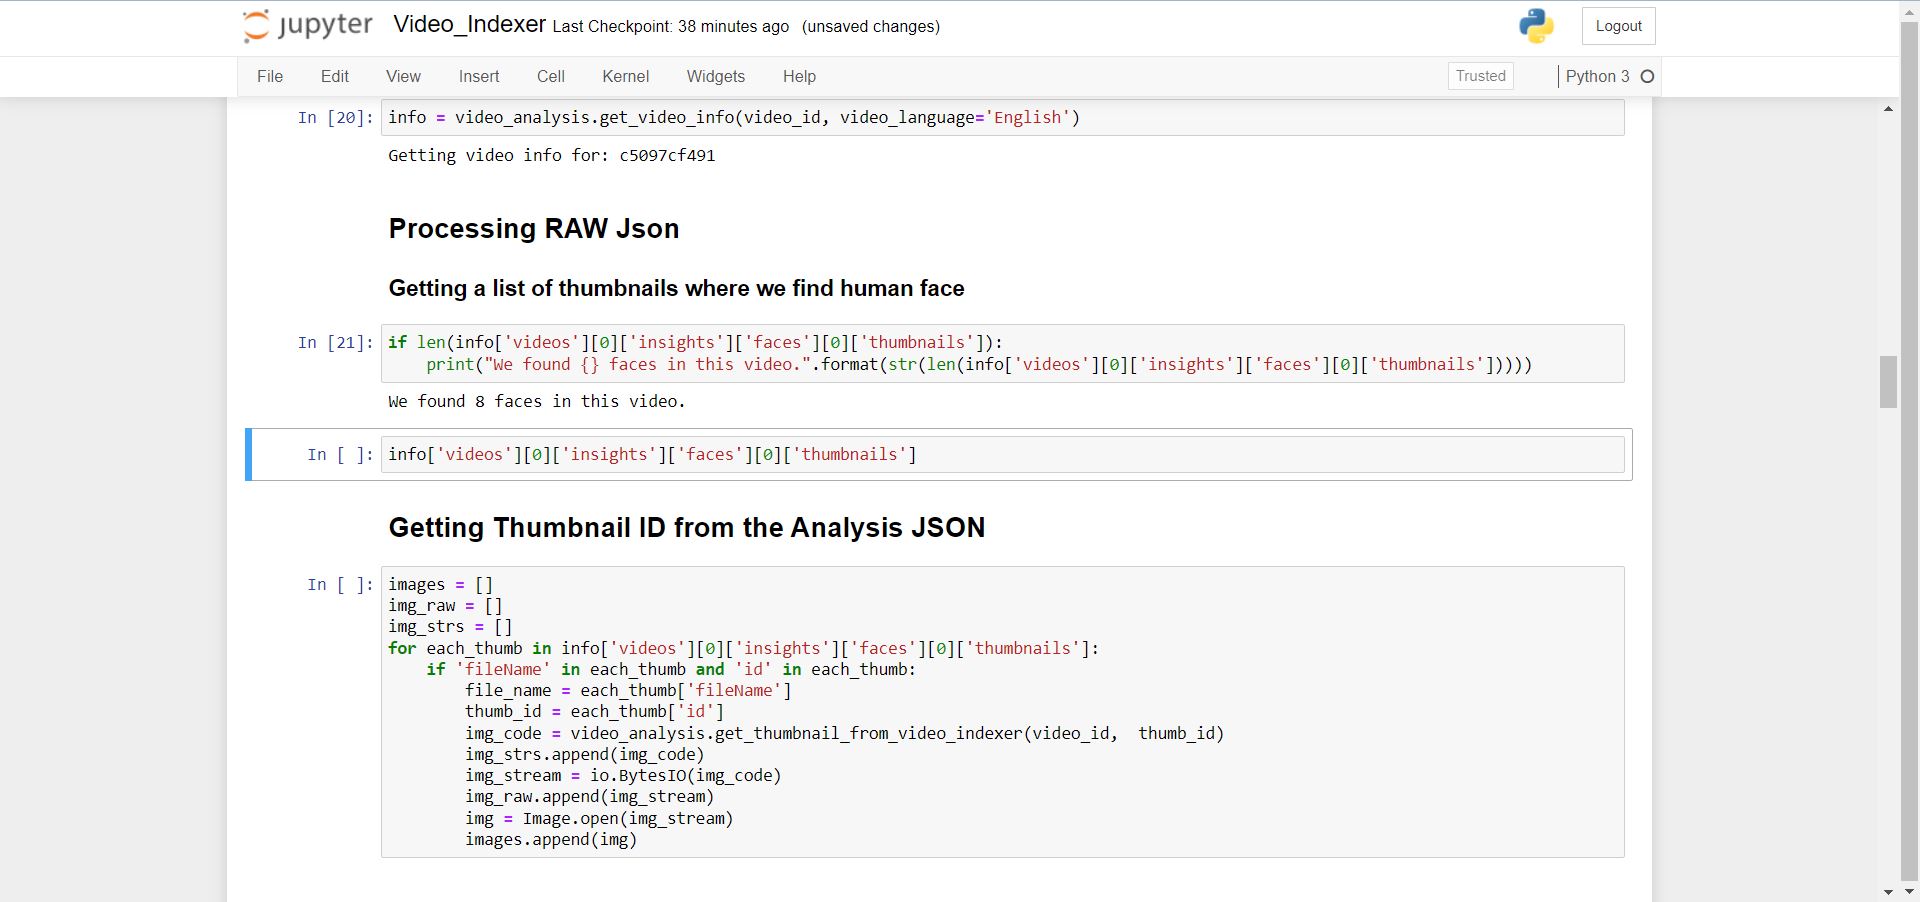 jupyter Video_Indexer Last Checkpoint: 38 minutes ago (unsaved changes) Logout
File Edit View Insert Cell Kernel Widgets Help Trusted Python 3
In [20]: info = video_analysis.get_video_info(video_id, video_language='English')
Getting video info for: c5097cf491
Processing RAW Json
Getting a list of thumbnails where we find human face
In [21]: if len(info['videos'][0]['insights']['faces'][0]['thumbnails']):
print("We found {} faces in this video.".format(str(len(info['videos'][0]['insights']['faces'][0]['thumbnails']))))
We found 8 faces in this video.
In [ ]: info['videos'][0]['insights']['faces'][0]['thumbnails']
Getting Thumbnail ID from the Analysis JSON
In [ ]: images = []
img_raw = []
img_strs = []
for each_thumb in info['videos'][0]['insights']['faces'][0]['thumbnails']:
if 'fileName' in each_thumb and 'id' in each_thumb:
file_name = each_thumb['fileName']
thumb_id = each_thumb['id']
img_code = video_analysis.get_thumbnail_from_video_indexer(video_id,  thumb_id)
img_strs.append(img_code)
img_stream = io.BytesIO(img_code)
img_raw.append(img_stream)
img = Image.open(img_stream)
images.append(img)